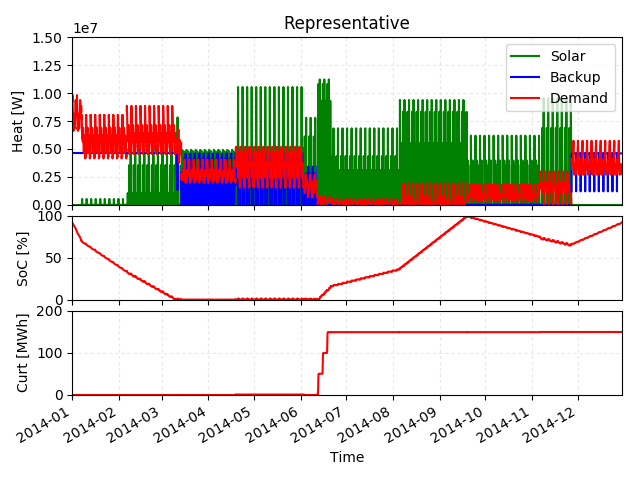 Representative
1e7
1.50
1.25
1.00
0.75
0.50
0.25
0.00
Heat [W]
Solar
Backup
Demand
100
50
0
SoC [%]
200
100
0
Curt [MWh]
2014-01
2014-02
2014-03
2014-04
2014-05
2014-06
2014-07
2014-08
2014-09
2014-10
2014-11
2014-12
Time